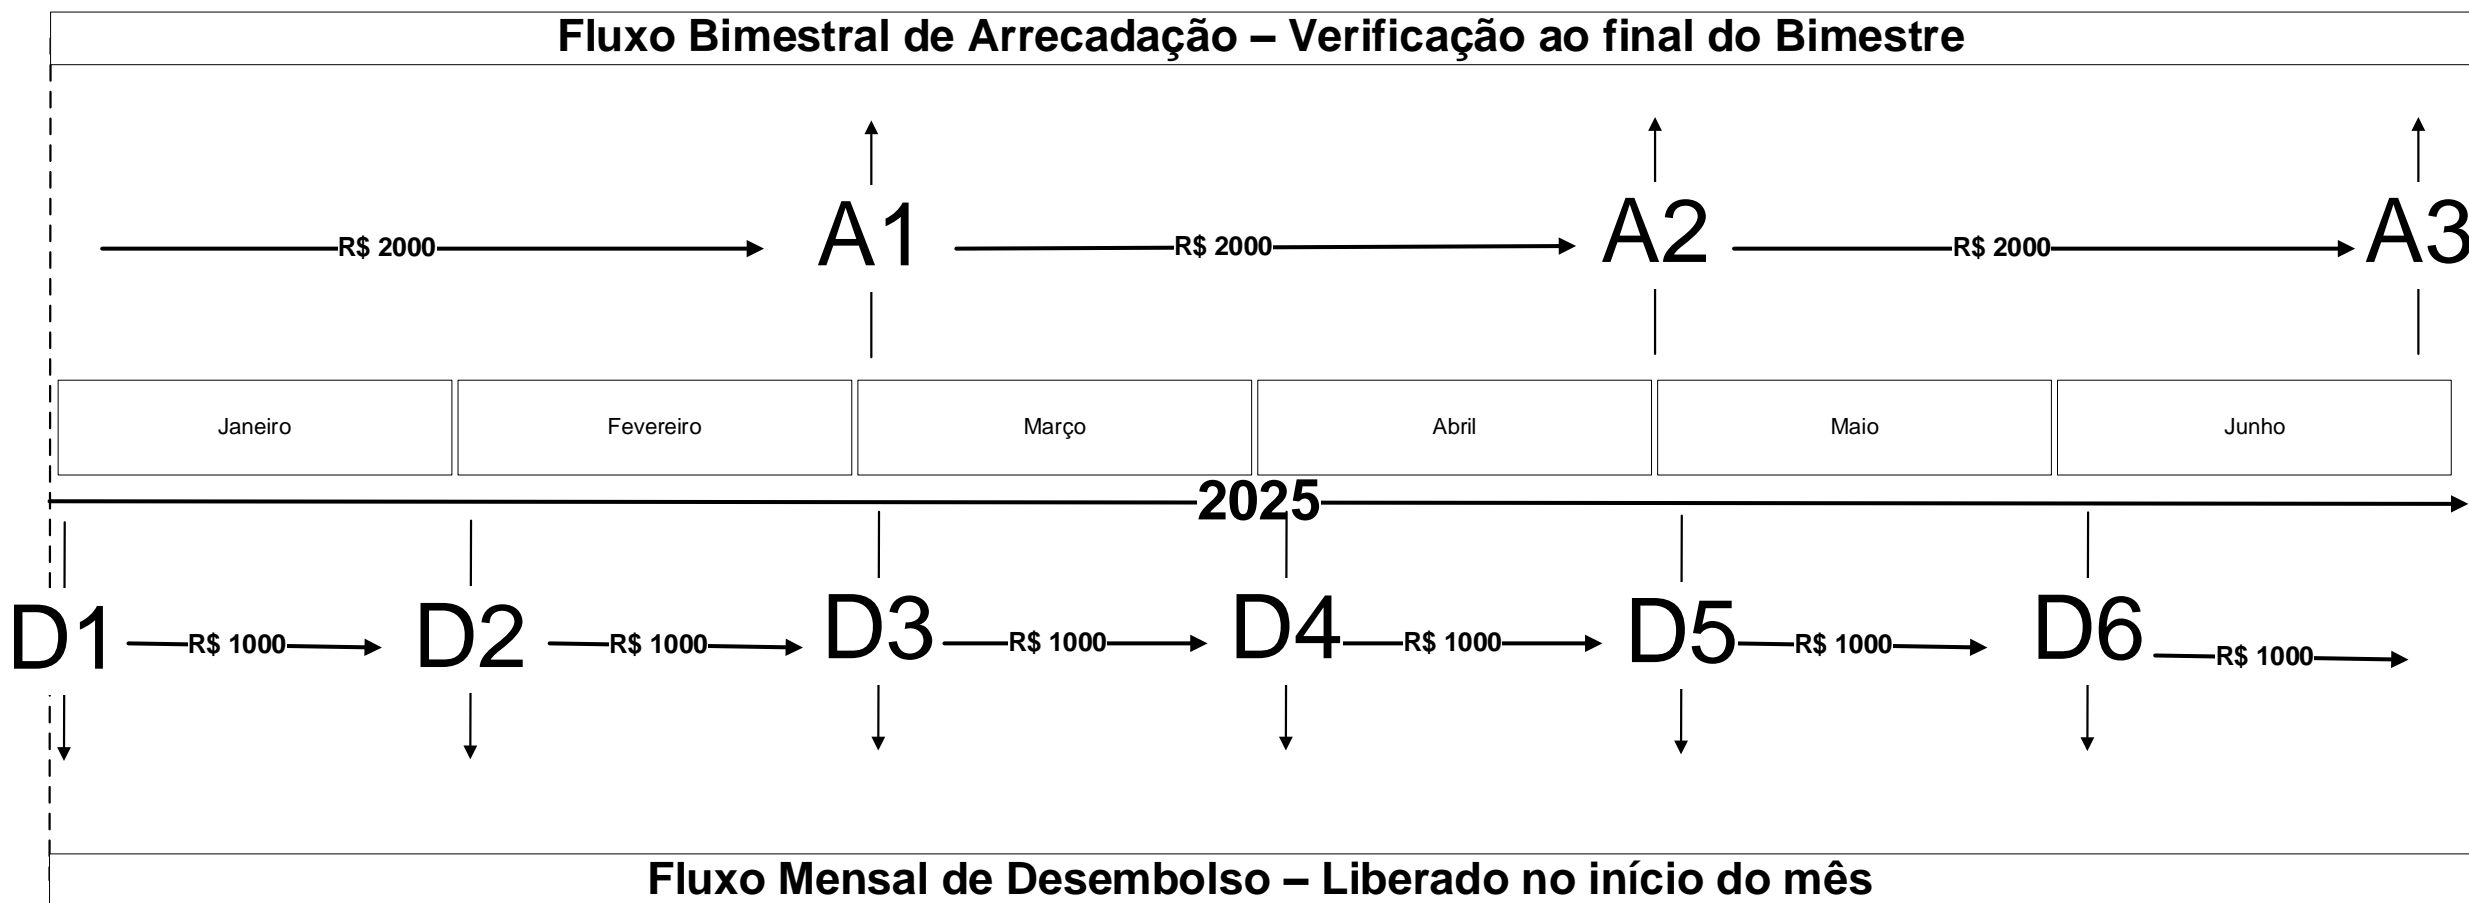 Fluxo Bimestral de Arrecadação – Verificação ao final do Bimestre
A1
A2
A3
R$ 2000
R$ 2000
R$ 2000
Janeiro
Fevereiro
Março
Abril
Maio
Junho
2025
D1
D2
D3
D4
D5
D6
R$ 1000
R$ 1000
R$ 1000
R$ 1000
R$ 1000
R$ 1000
Fluxo Mensal de Desembolso – Liberado no início do mês